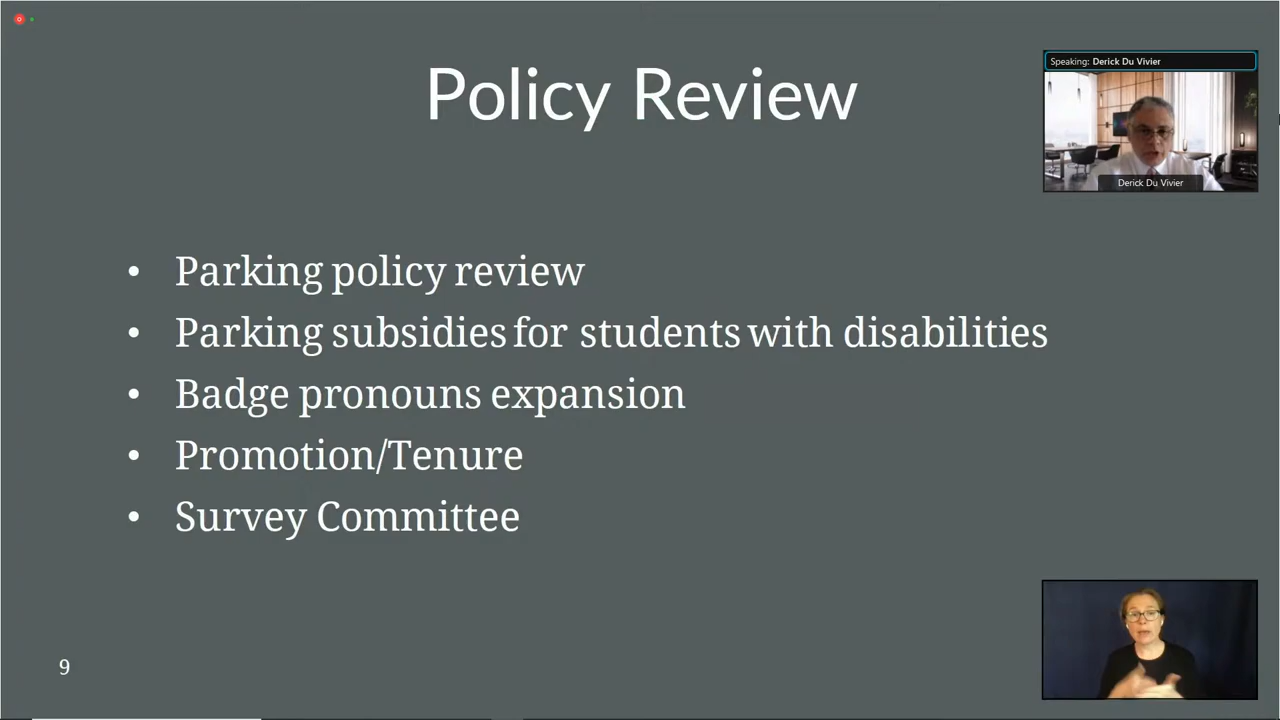 Policy Review
Speaking: Derick Du Vivier
Derick Du Vivier
• Parking policy review
• Parking subsidies for students with disabilities
• Badge pronouns expansion
• Promotion/Tenure
• Survey Committee
9